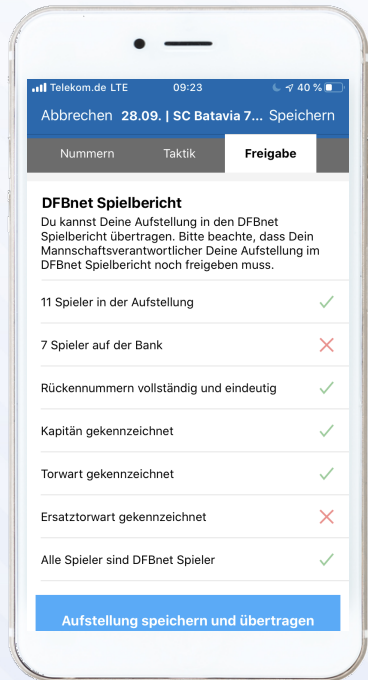 Telekom.de LTE 09:23 40 %
Abbrechen 28.09. | SC Batavia 7... Speichern
Nummern Taktik Freigabe
DFBnet Spielbericht
Du kannst Deine Aufstellung in den DFBnet
Spielbericht übertragen. Bitte beachte, dass Dein
Mannschaftsverantwortlicher Deine Aufstellung im
DFBnet Spielbericht noch freigeben muss.
11 Spieler in der Aufstellung
7 Spieler auf der Bank
Rückennummern vollständig und eindeutig
Kapitän gekennzeichnet
Torwart gekennzeichnet
Ersatztorwart gekennzeichnet
Alle Spieler sind DFBnet Spieler
Aufstellung speichern und übertragen